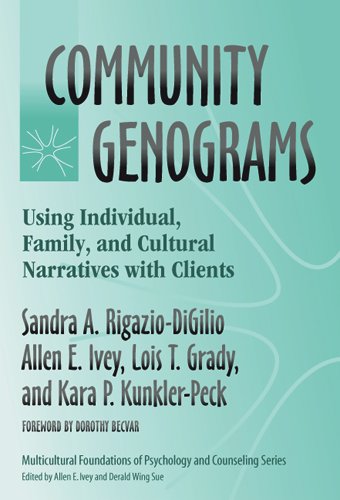 COMMUNITY
GENOGRAMS
Using Individual,
Family, and Cultural
Narratives with Clients
Sandra A. Rigazio-DiGilio
Allen E. Ivey, Lois T. Grady,
and Kara P. Kunkler-Peck
FOREWORD BY DOROTHY BECVAR
Multicultural Foundations of Psychology and Counseling Series
Edited by Allen E. Ivey and Derald Wing Sue